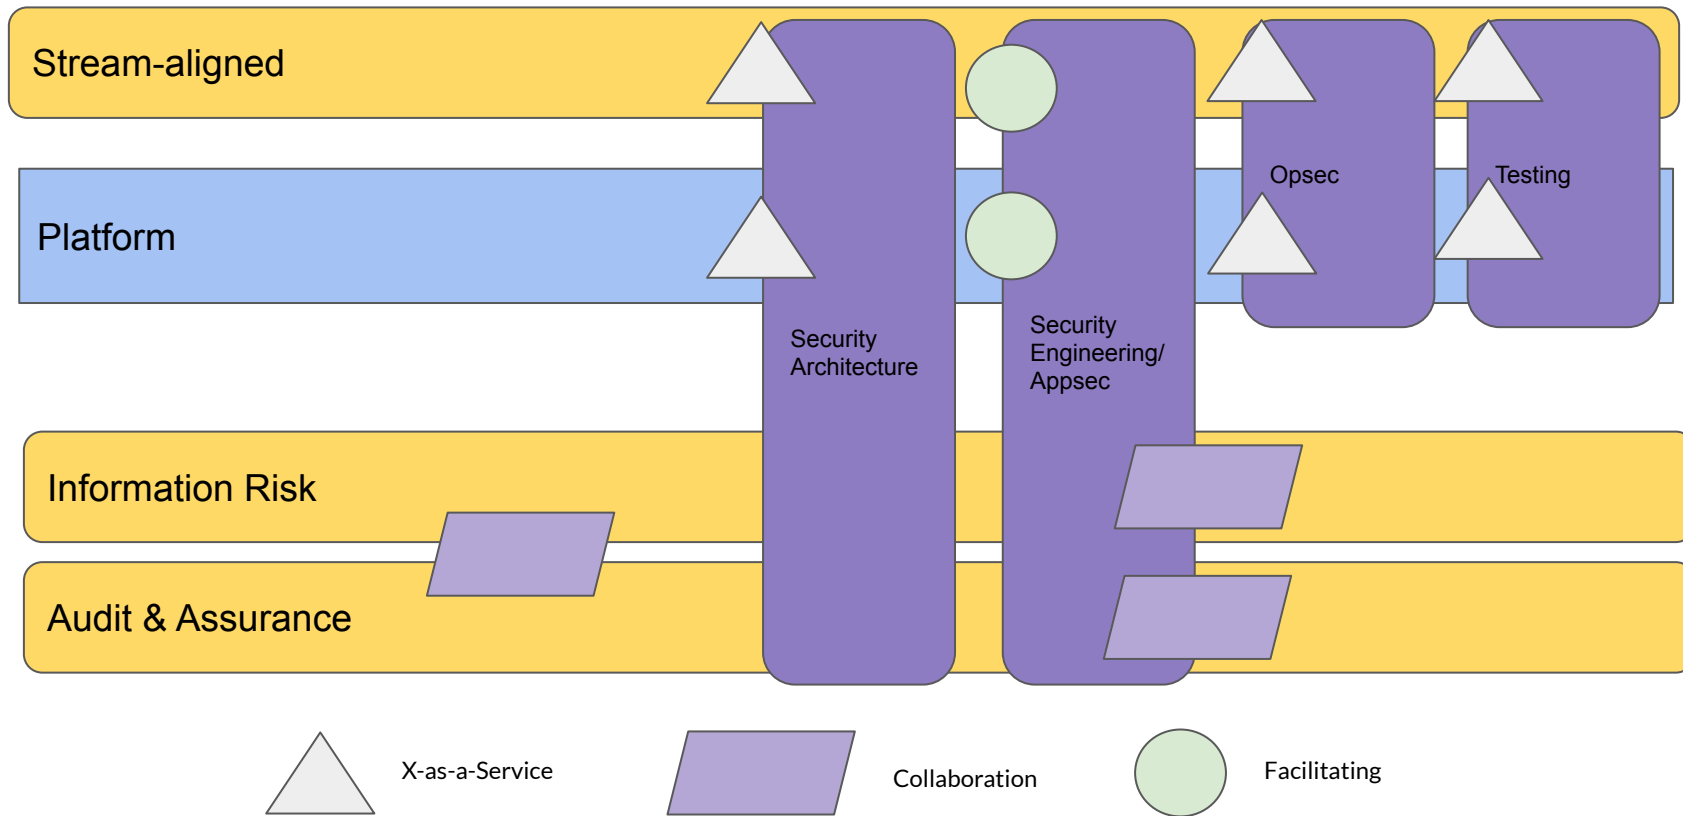 Stream-aligned
Opsec
Testing
Platform
Security
Architecture
Security
Engineering/
Appsec
Information Risk
Audit & Assurance
X-as-a-Service
Collaboration
Facilitating